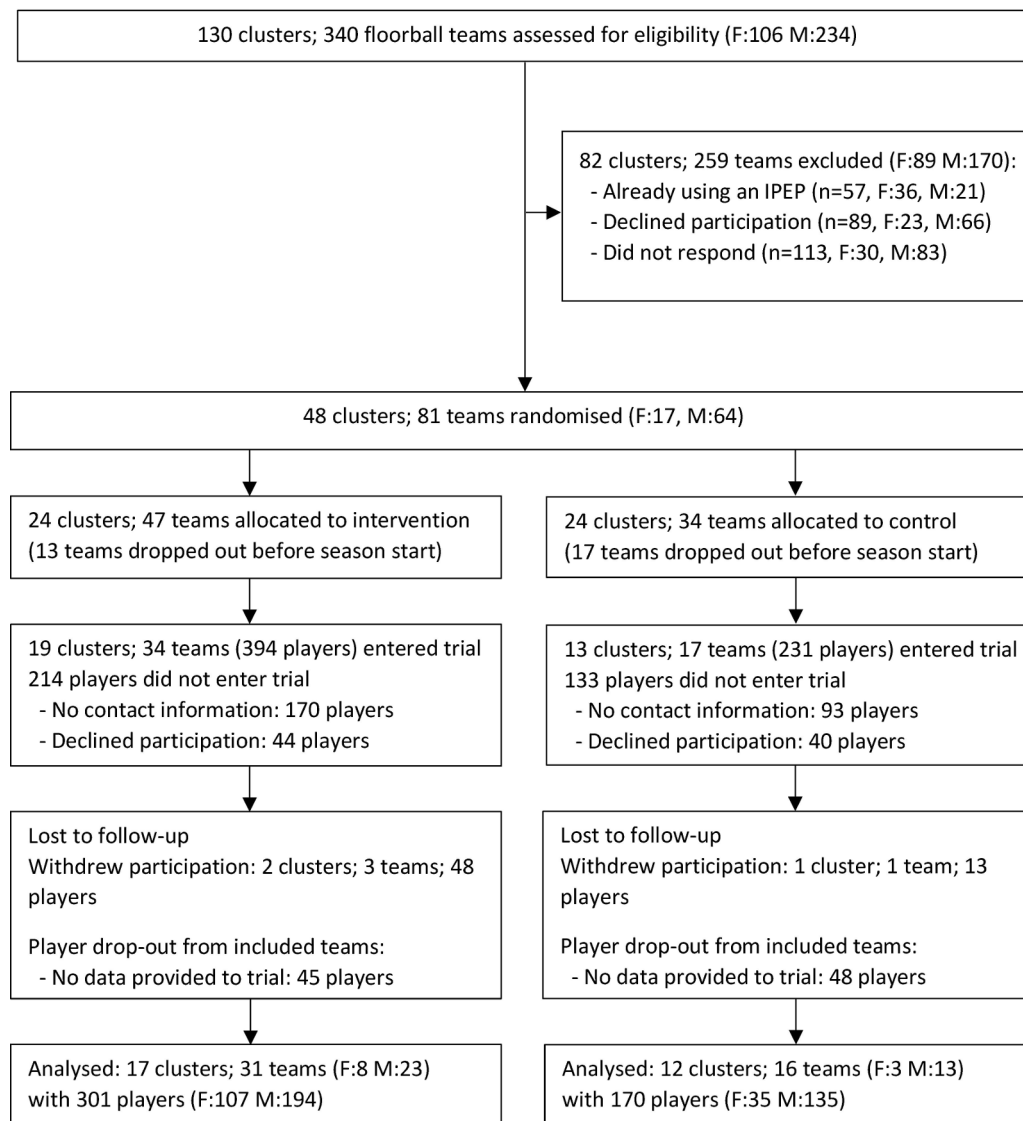 130 clusters; 340 floorball teams assessed for eligibility (F:106 M:234)
82 clusters; 259 teams excluded (F:89 M:170):
- Already using an IPEP (n=57, F:36, M:21)
- Declined participation (n=89, F:23, M:66)
- Did not respond (n=113, F:30, M:83)
48 clusters; 81 teams randomised (F:17, M:64)
24 clusters; 47 teams allocated to intervention
(13 teams dropped out before season start)
24 clusters; 34 teams allocated to control
(17 teams dropped out before season start)
19 clusters; 34 teams (394 players) entered trial
214 players did not enter trial
- No contact information: 170 players
- Declined participation: 44 players
13 clusters; 17 teams (231 players) entered trial
133 players did not enter trial
- No contact information: 93 players
- Declined participation: 40 players
Lost to follow-up
Withdrew participation: 2 clusters; 3 teams; 48
players
Player drop-out from included teams:
- No data provided to trial: 45 players
Lost to follow-up
Withdrew participation: 1 cluster; 1 team; 13
players
Player drop-out from included teams:
- No data provided to trial: 48 players
Analysed: 17 clusters; 31 teams (F:8 M:23)
with 301 players (F:107 M:194)
Analysed: 12 clusters; 16 teams (F:3 M:13)
with 170 players (F:35 M:135)